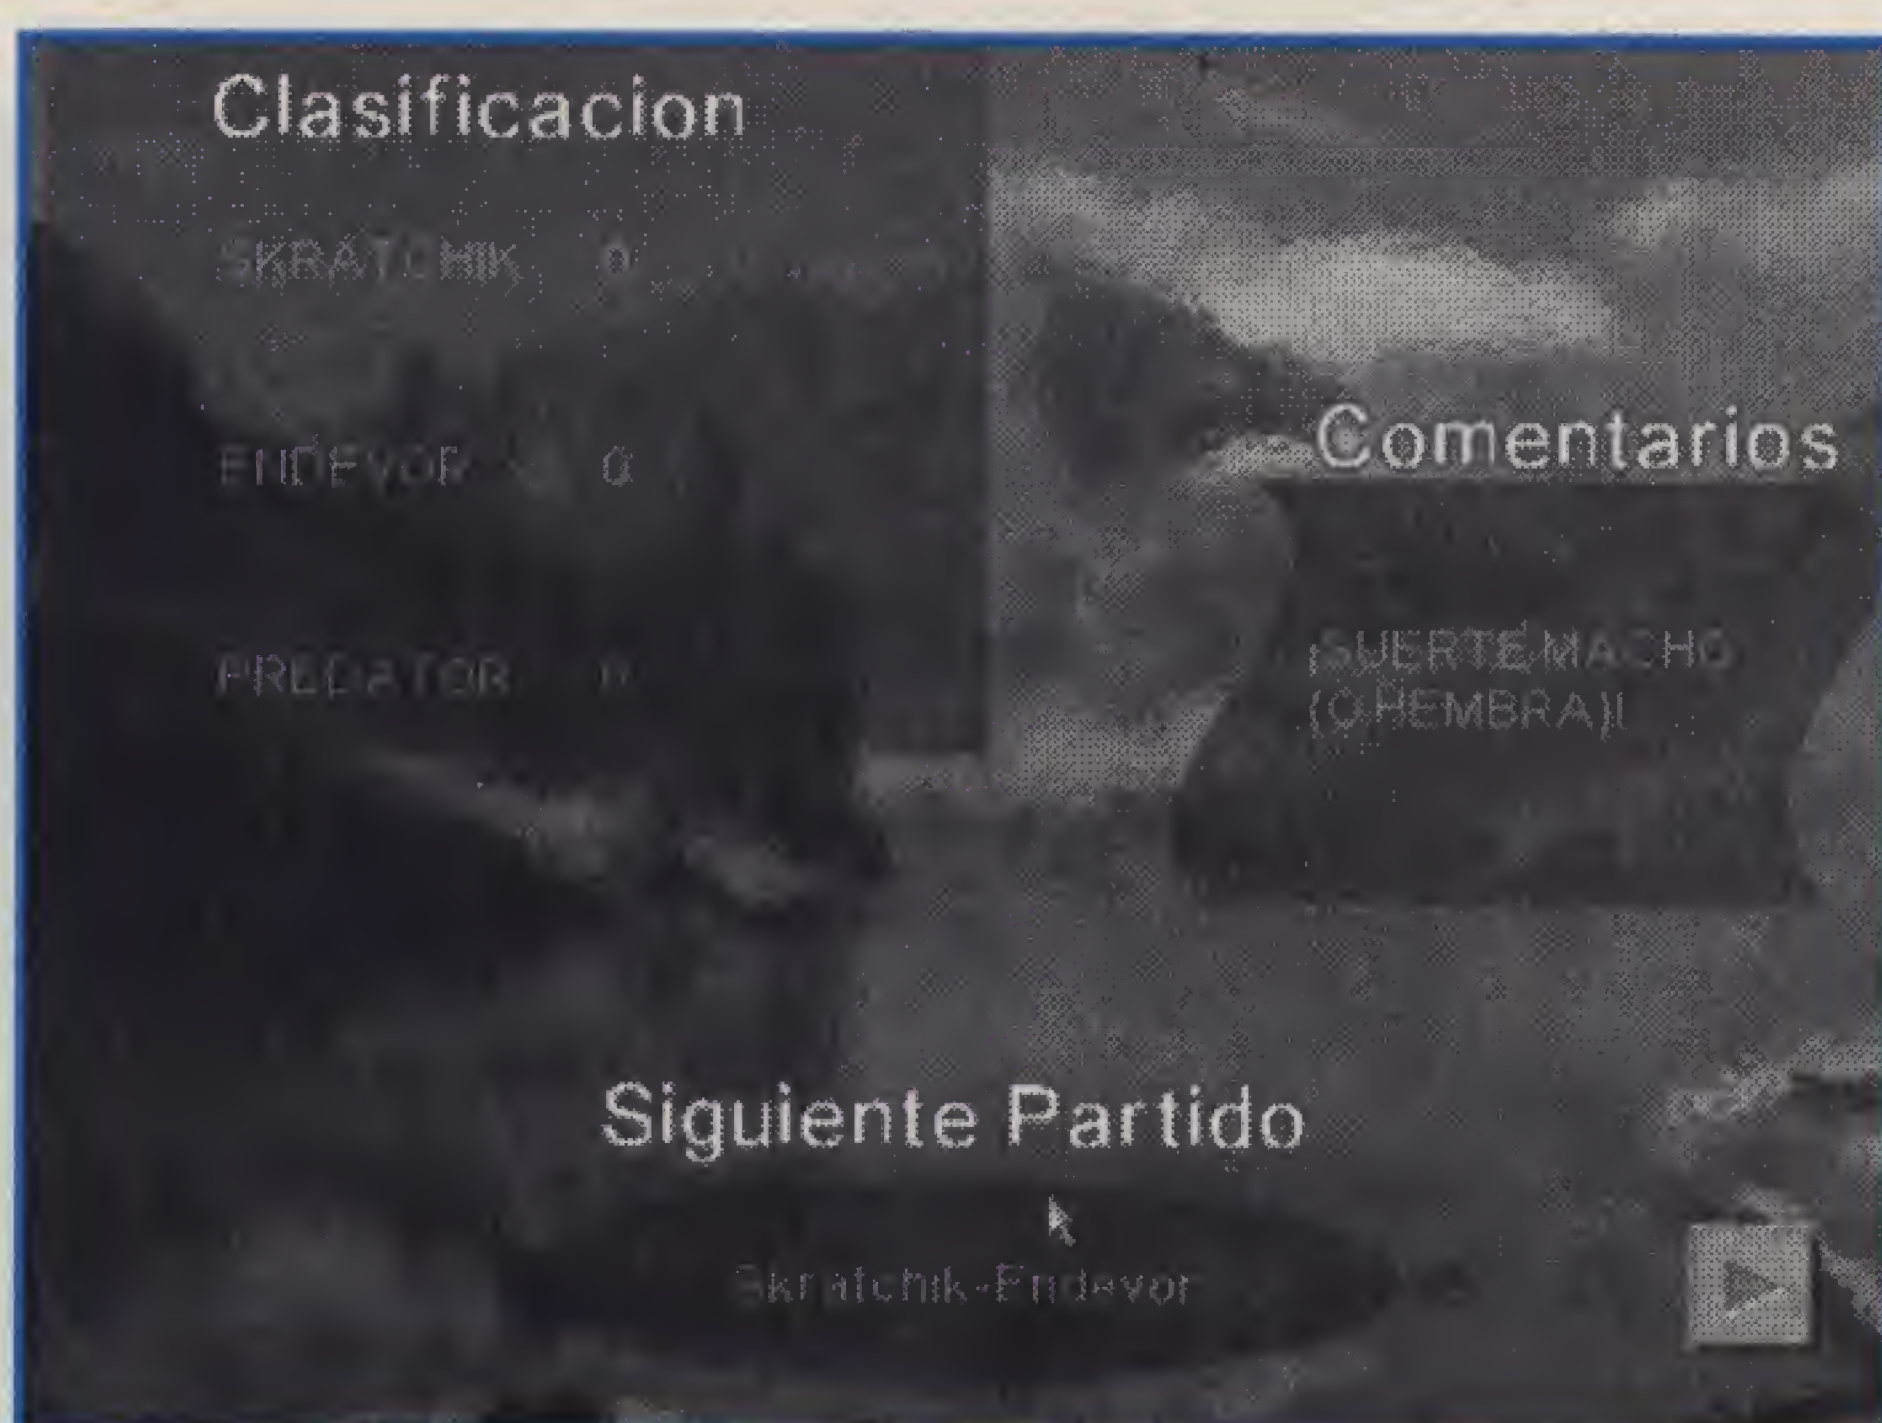 Clasificacion
SKRATCHIK 0
ENDEVOR 0
PREDATOR 0
Comentarios
¡SUERTE MACHO
(O HEMBRA)!
Siguiente Partido
Skratchik-Endevor